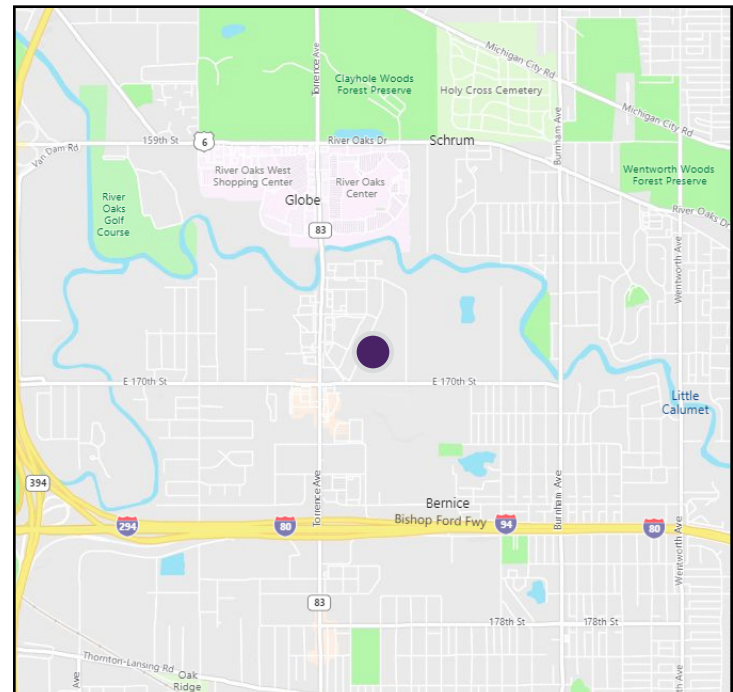 Michigan City Rd
Torrence Ave
Clayhole Woods
Forest Preserve
Holy Cross Cemetery
Michigan City Rd
Burnham Ave
Van Dam Rd
159th St
6
River Oaks Dr
Schrum
River Oaks West
Shopping Center
River Oaks
Center
Wentworth Woods
Forest Preserve
River
Oaks
Golf
Course
Globe
River Oaks Dr
83
Wentworth Ave
E 170th St
E 170th St
Little
Calumet
394
Torrence Ave
Bernice
Bishop Ford Fwy
Burnham Ave
294
80
94
80
Wentworth Ave
83
178th St
178th St
Thornton-Lansing Rd
Oak
Ridge
Ave